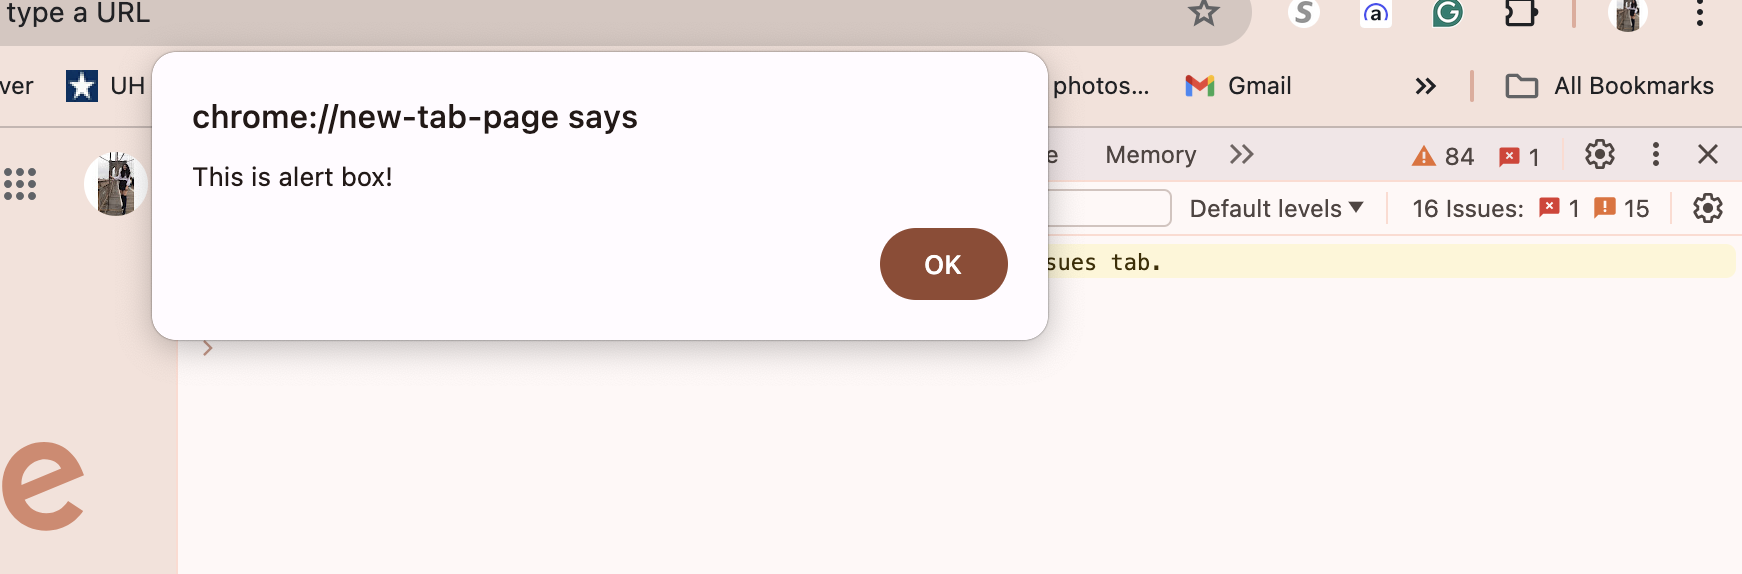 type a URL
ver UH photos... Gmail All Bookmarks
chrome://new-tab-page says
This is alert box!
OK
e Memory 84 1
Default levels 16 Issues: 1 15
sues tab.
e